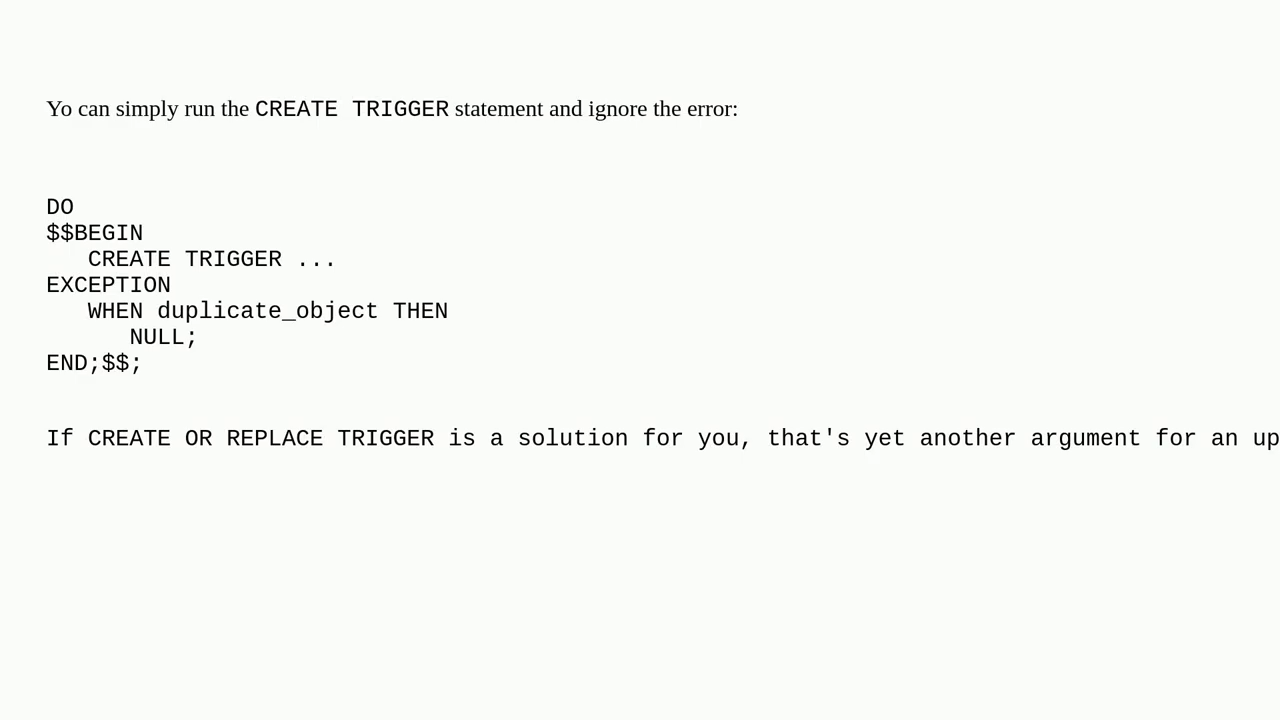 Yo can simply run the CREATE TRIGGER statement and ignore the error:
DO
$$BEGIN
   CREATE TRIGGER ...
EXCEPTION
   WHEN duplicate_object THEN
      NULL;
END;$$;
If CREATE OR REPLACE TRIGGER is a solution for you, that's yet another argument for an